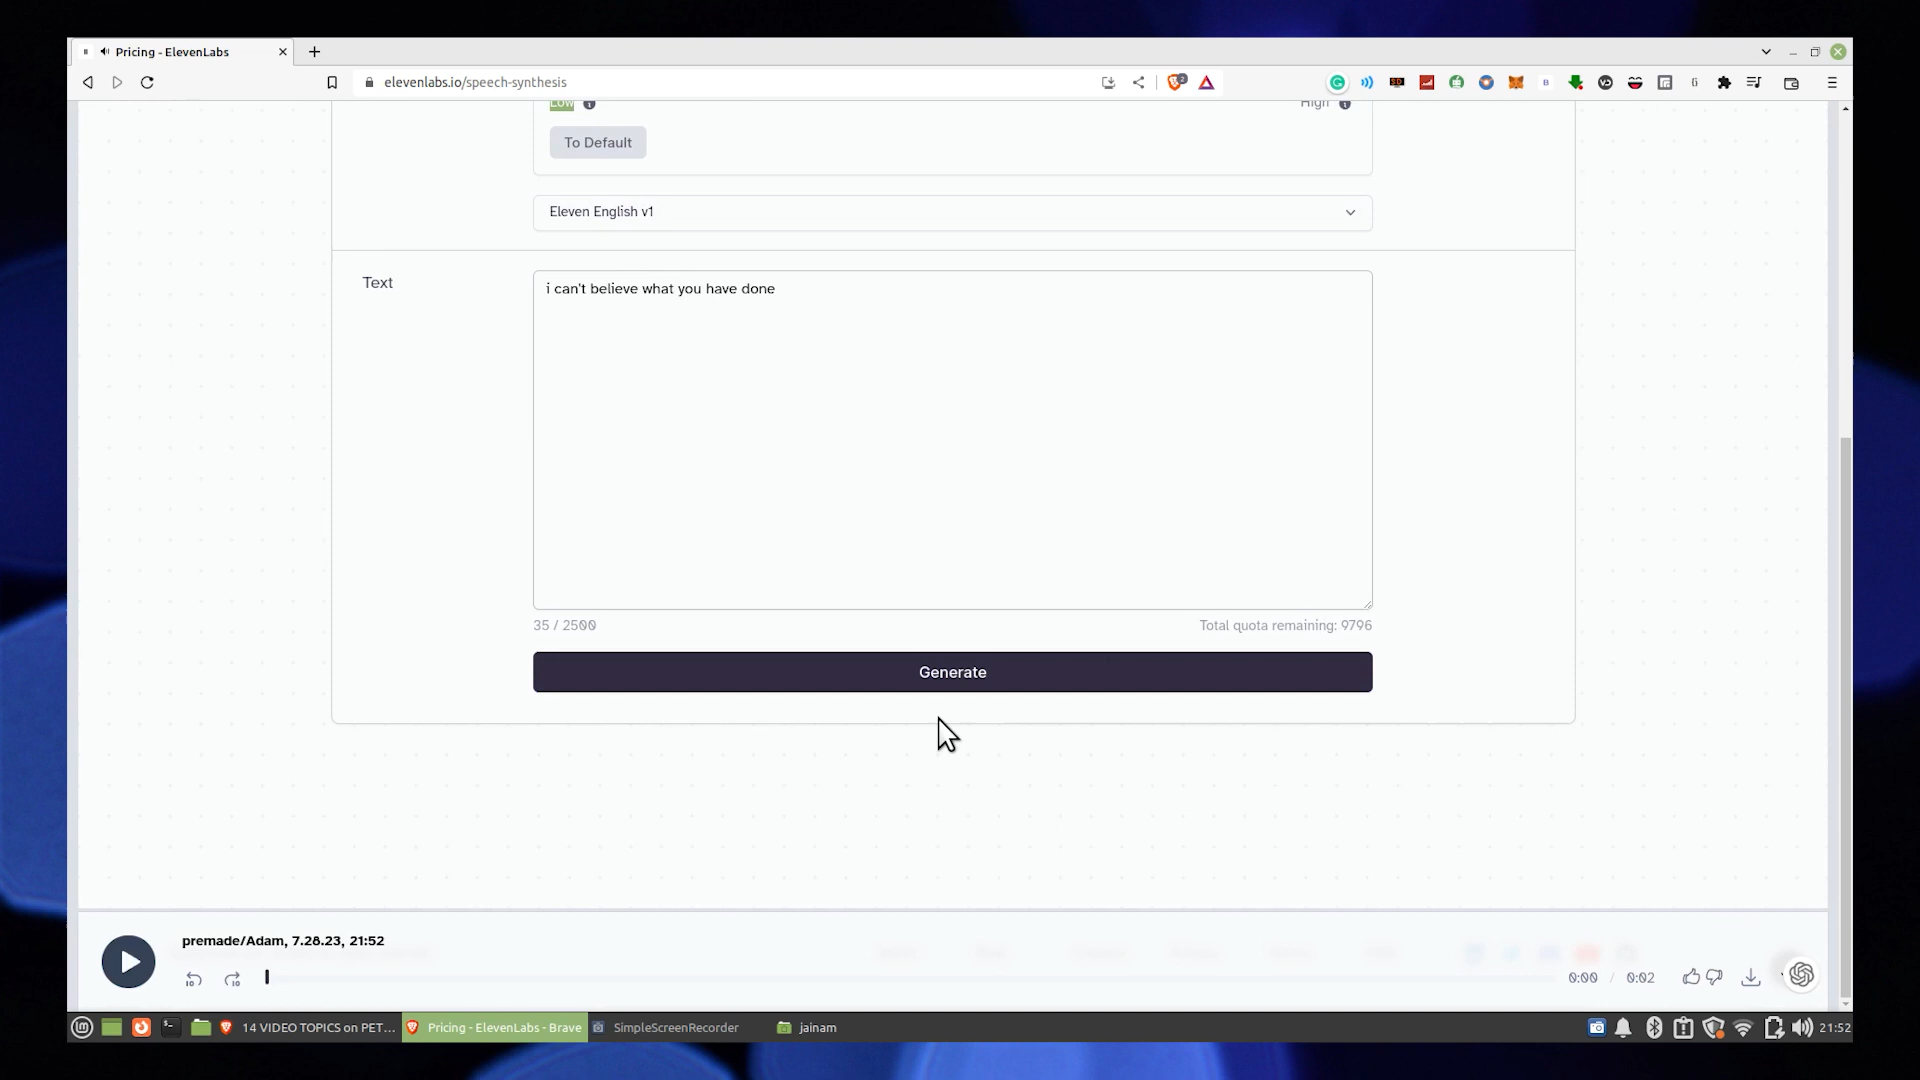 Pricing - ElevenLabs
elevenlabs.io/speech-synthesis
Low
High
To Default
Eleven English v1
Text
i can't believe what you have done
35 / 2500
Total quota remaining: 9796
Generate
premade/Adam, 7.28.23, 21:52
10
10
0:00 / 0:02
14 VIDEO TOPICS on PET...
Pricing - ElevenLabs - Brave
SimpleScreenRecorder
jainam
21:52